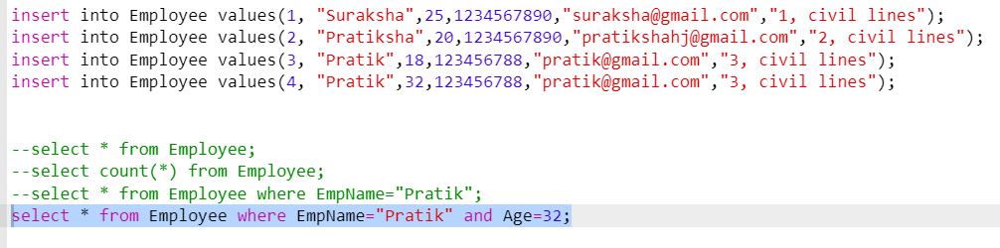 insert into Employee values(1, "Suraksha",25,1234567890,"suraksha@gmail.com","1, civil lines");
insert into Employee values(2, "Pratiksha",20,1234567890,"pratikshahj@gmail.com","2, civil lines");
insert into Employee values(3, "Pratik",18,123456788,"pratik@gmail.com","3, civil lines");
insert into Employee values(4, "Pratik",32,123456788,"pratik@gmail.com","3, civil lines");
--select * from Employee;
--select count(*) from Employee;
--select * from Employee where EmpName="Pratik";
select * from Employee where EmpName="Pratik" and Age=32;